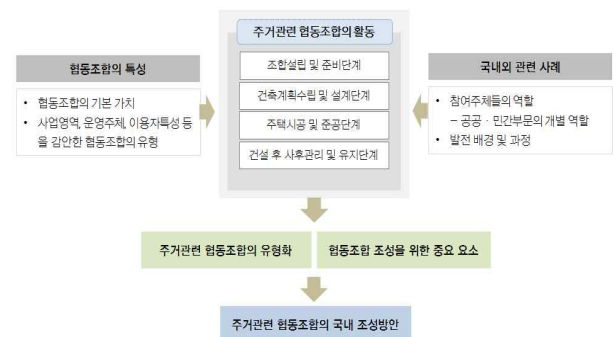 주거관련 협동조합의 활동
조합설립 및 준비단계
건축계획수립 및 설계단계
주택시공 및 준공단계
건설 후 사후관리 및 유지단계
협동조합의 특성
• 협동조합의 기본 가치
• 사업영역, 운영주체, 이용자특성 등
을 감안한 협동조합의 유형
국내외 관련 사례
• 참여주체들의 역할
– 공공 · 민간부문의 개별 역할
• 발전 배경 및 과정
주거관련 협동조합의 유형화
협동조합 조성을 위한 중요 요소
주거관련 협동조합의 국내 조성방안